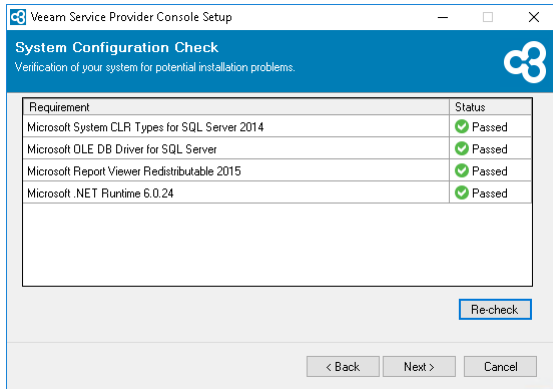 Veeam Service Provider Console Setup
System Configuration Check
Verification of your system for potential installation problems.
Requirement Status
Microsoft System CLR Types for SQL Server 2014 Passed
Microsoft OLE DB Driver for SQL Server Passed
Microsoft Report Viewer Redistributable 2015 Passed
Microsoft .NET Runtime 6.0.24 Passed
Re-check
< Back Next > Cancel